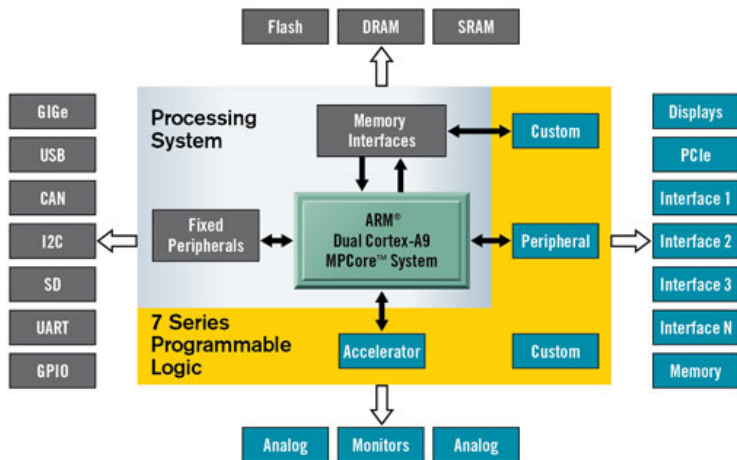 Flash
DRAM
SRAM
GIGe
USB
CAN
I2C
SD
UART
GPIO
Processing
System
Memory
Interfaces
Custom
Fixed
Peripherals
ARM®
Dual Cortex-A9
MPCore™ System
Peripheral
7 Series
Programmable
Logic
Accelerator
Custom
Displays
PCIe
Interface 1
Interface 2
Interface 3
Interface N
Memory
Analog
Monitors
Analog